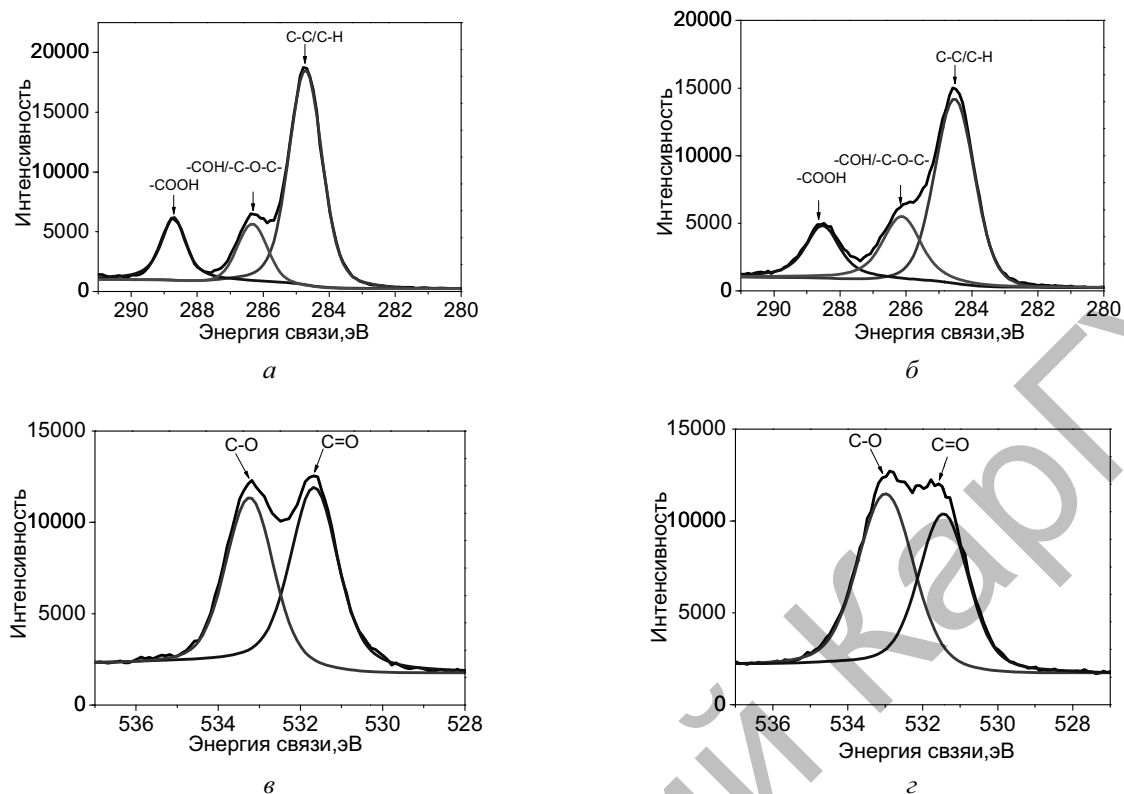 C-C/C-H
-COH/-C-O-C-
-COOH
20000
15000
10000
5000
0
Интенсивность
290 288 286 284 282 280
Энергия связи,эВ
а
C-C/C-H
-COH/-C-O-C-
-COOH
20000
15000
10000
5000
0
Интенсивность
290 288 286 284 282 280
Энергия связи,эВ
б
C-O
C=O
15000
10000
5000
0
Интенсивность
536 534 532 530 528
Энергия связи,эВ
в
C-O
C=O
15000
10000
5000
0
Интенсивность
536 534 532 530 528
Энергия свзяи,эВ
г